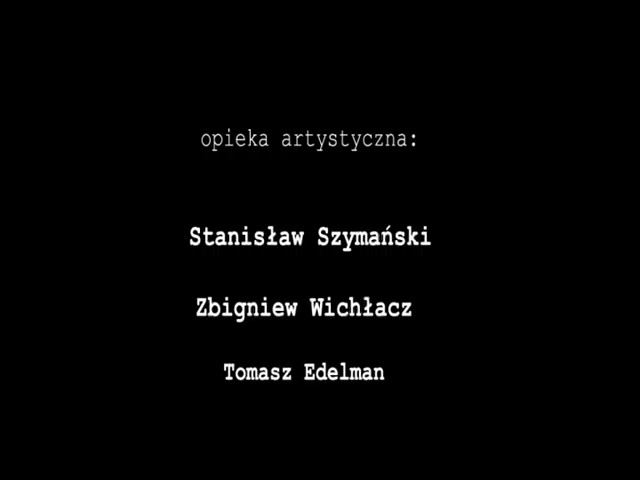 opieka artystyczna:
Stanisław Szymański
Zbigniew Wichłacz
Tomasz Edelman